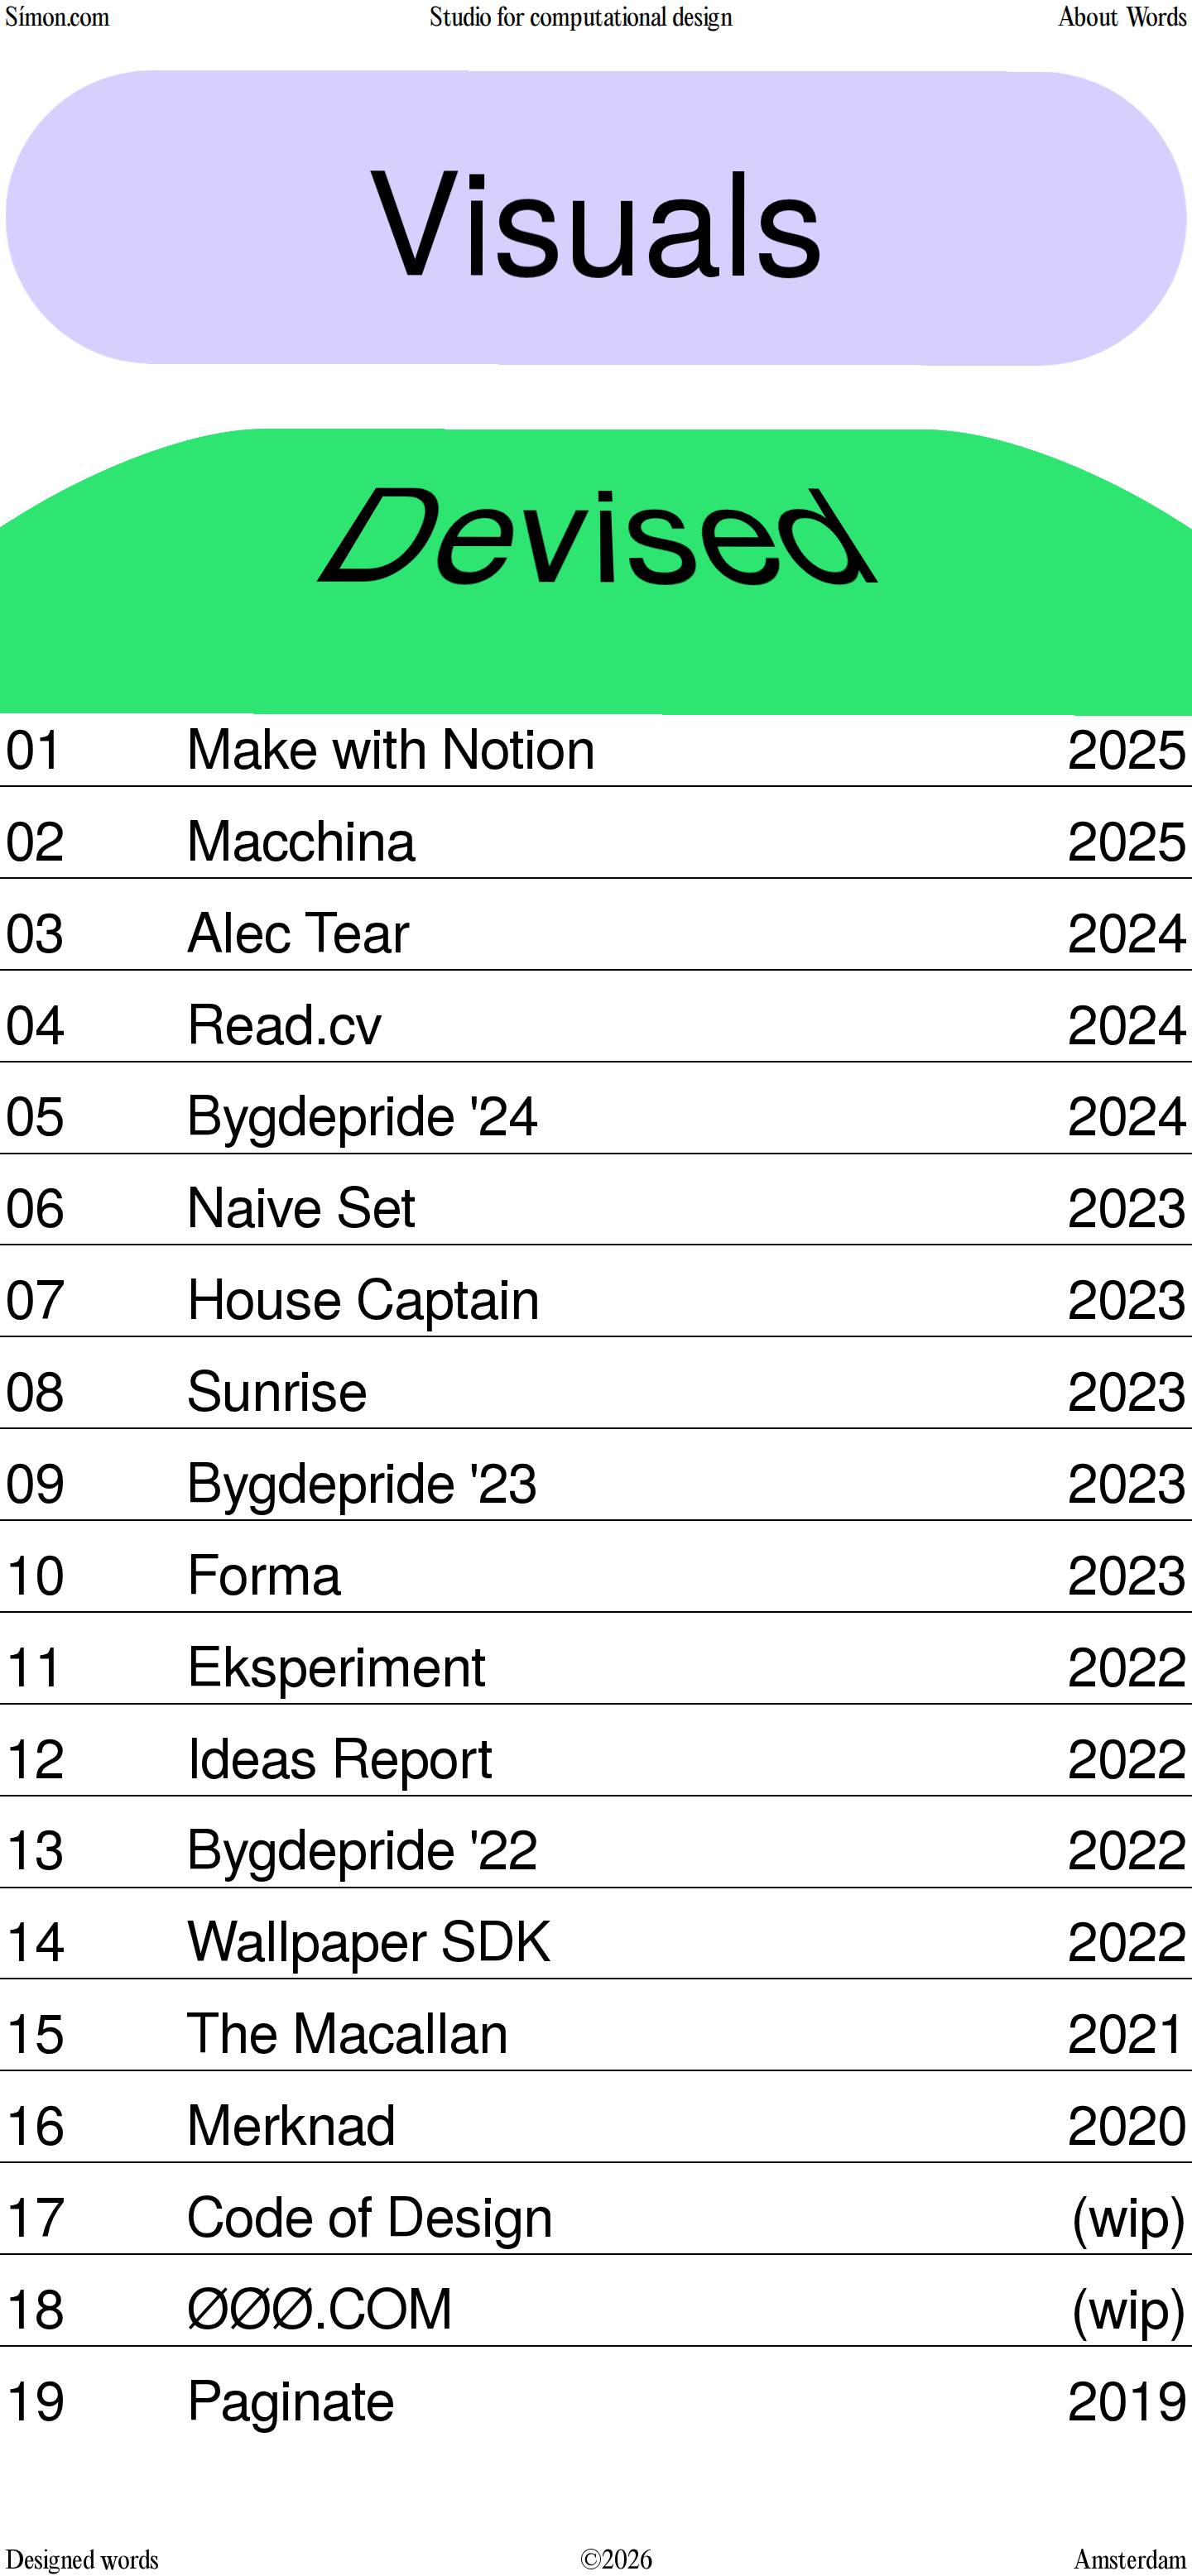 Símon.com Studio for computational design About Words
Visuals
Devised
01 Make with Notion 2025
02 Macchina 2025
03 Alec Tear 2024
04 Read.cv 2024
05 Bygdepride '24 2024
06 Naive Set 2023
07 House Captain 2023
08 Sunrise 2023
09 Bygdepride '23 2023
10 Forma 2023
11 Eksperiment 2022
12 Ideas Report 2022
13 Bygdepride '22 2022
14 Wallpaper SDK 2022
15 The Macallan 2021
16 Merknad 2020
17 Code of Design (wip)
18 ØØØ.COM (wip)
19 Paginate 2019
Designed words ©2026 Amsterdam